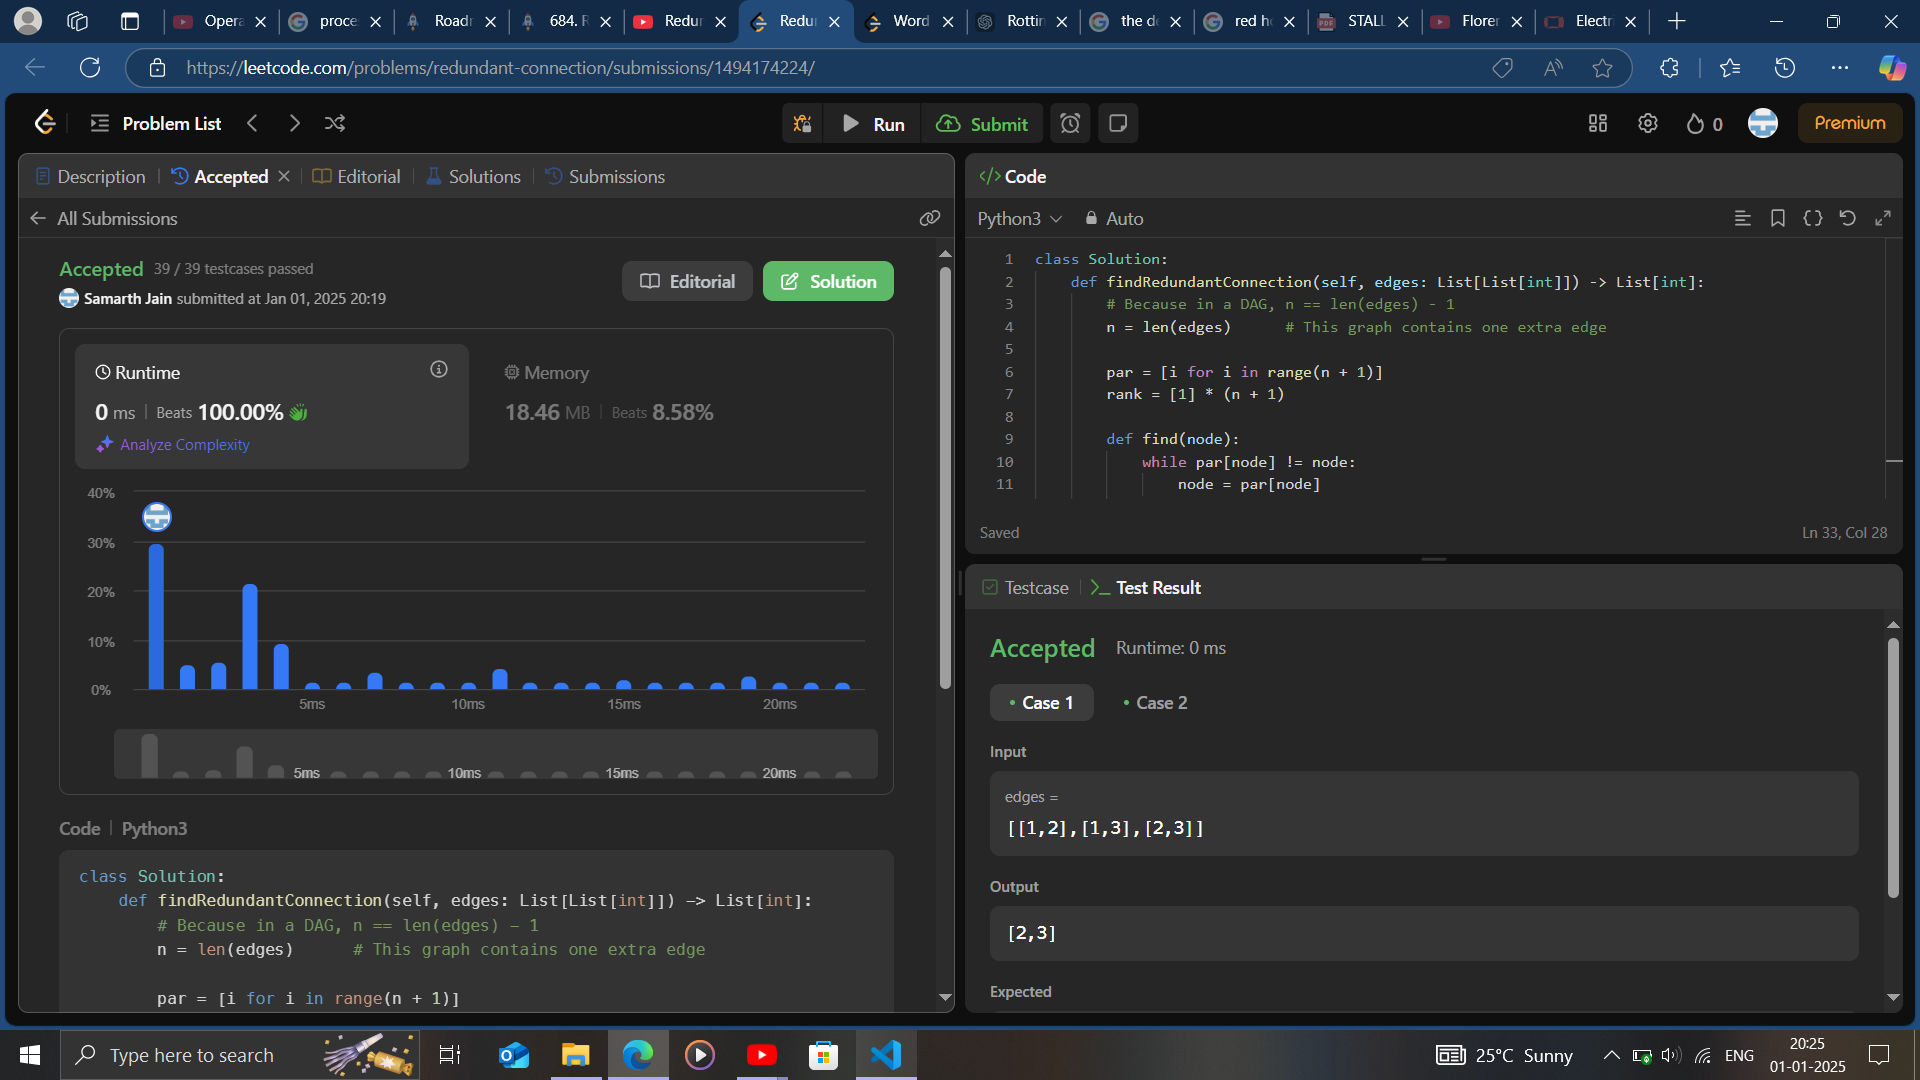 Opera
proce
Roadr
684. R
Redur
Redur
Word
Rottin
the de
red ho
STALL
Florer
Electri
https://leetcode.com/problems/redundant-connection/submissions/1494174224/
Problem List
Run
Submit
0
Premium
Description
Accepted
Editorial
Solutions
Submissions
All Submissions
Accepted 39 / 39 testcases passed
Samarth Jain submitted at Jan 01, 2025 20:19
Editorial
Solution
Runtime
0 ms Beats 100.00%
Analyze Complexity
Memory
18.46 MB Beats 8.58%
40%
30%
20%
10%
0%
5ms 10ms 15ms 20ms
5ms 10ms 15ms 20ms
Code | Python3
class Solution:
    def findRedundantConnection(self, edges: List[List[int]]) -> List[int]:
        # Because in a DAG, n == len(edges) - 1
        n = len(edges)      # This graph contains one extra edge
        par = [i for i in range(n + 1)]
</> Code
Python3 Auto
1 class Solution:
2     def findRedundantConnection(self, edges: List[List[int]]) -> List[int]:
3         # Because in a DAG, n == len(edges) - 1
4         n = len(edges)      # This graph contains one extra edge
5
6         par = [i for i in range(n + 1)]
7         rank = [1] * (n + 1)
8
9         def find(node):
10             while par[node] != node:
11                 node = par[node]
Saved
Ln 33, Col 28
Testcase
Test Result
Accepted Runtime: 0 ms
Case 1
Case 2
Input
edges =
[[1,2],[1,3],[2,3]]
Output
[2,3]
Expected
Type here to search
25°C Sunny
ENG
20:25
01-01-2025